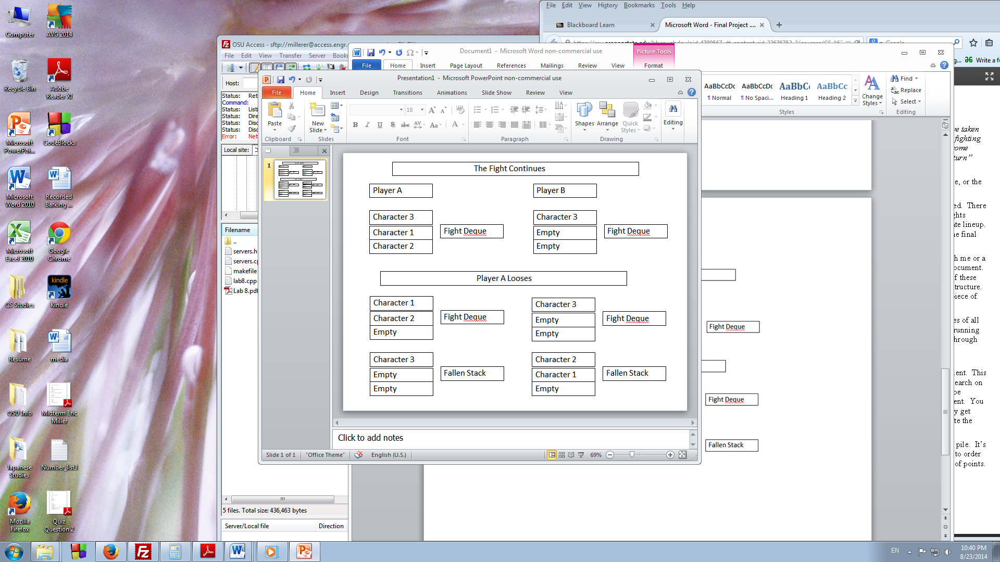 Computer
AVG 2014
Recycle Bin
Adobe
Reader XI
Microsoft
PowerPoi...
CodeBlocks
Microsoft
Word 2010
Recorded
Barking ...
Microsoft
Excel 2010
Google
Chrome
CS Studies
kindle
Kindle
Resume
media
OSU Info
Midterm Eric
Miller
Japanese
Studies
Number_list3
Mozilla
Firefox
Quiz
Question 2
File Edit View History Bookmarks Tools Help
Blackboard Learn
Microsoft Word - Final Project ....
Write a fu
OSU Access - sftp://millerer@access.engr.
File Edit View Transfer Server Bookm
Host:
Status:
Command:
Status: Listi
Status: Dire
Status: Disc
Status: Disc
Error: Net
Local site:
Filename
..
servers.h
servers.cp
makefile
lab8.cpp
Lab 8.pdf
5 files. Total size: 436,463 bytes
Server/Local file Direction
Document1 - Microsoft Word non-commercial use
Picture Tools
File Home Insert Page Layout References Mailings Review View Format
AaBbCcDc AaBbCcDc AaBbCc AaBbCc
¶ Normal ¶ No Spaci... Heading 1 Heading 2
Change
Styles
Styles
Find
Replace
Select
Editing
Presentation1 - Microsoft PowerPoint non-commercial use
File Home Insert Design Transitions Animations Slide Show Review View
Paste
Clipboard
New
Slide
Slides
18
Font
Paragraph
Shapes Arrange Quick
Styles
Drawing
Editing
1
The Fight Continues
Player A
Player B
Character 3
Character 1
Character 2
Fight Deque
Character 3
Empty
Empty
Fight Deque
Player A Looses
Character 1
Character 2
Empty
Fight Deque
Character 3
Empty
Empty
Fight Deque
Character 3
Empty
Empty
Fallen Stack
Character 2
Character 1
Empty
Fallen Stack
Click to add notes
Slide 1 of 1 "Office Theme" English (U.S.) 69%
Fight Deque
Fight Deque
Fallen Stack
ve taken
fighting
ome
turn”
e, or the
ed. There
ghts
te lineup.
he final
h me or a
ocument.
f these
tructure.
iece of
es of all
running
hrough
ent. This
earch on
be
ent. You
y get
te the
pile. It’s
to order
of points.
EN
10:40 PM
8/23/2014